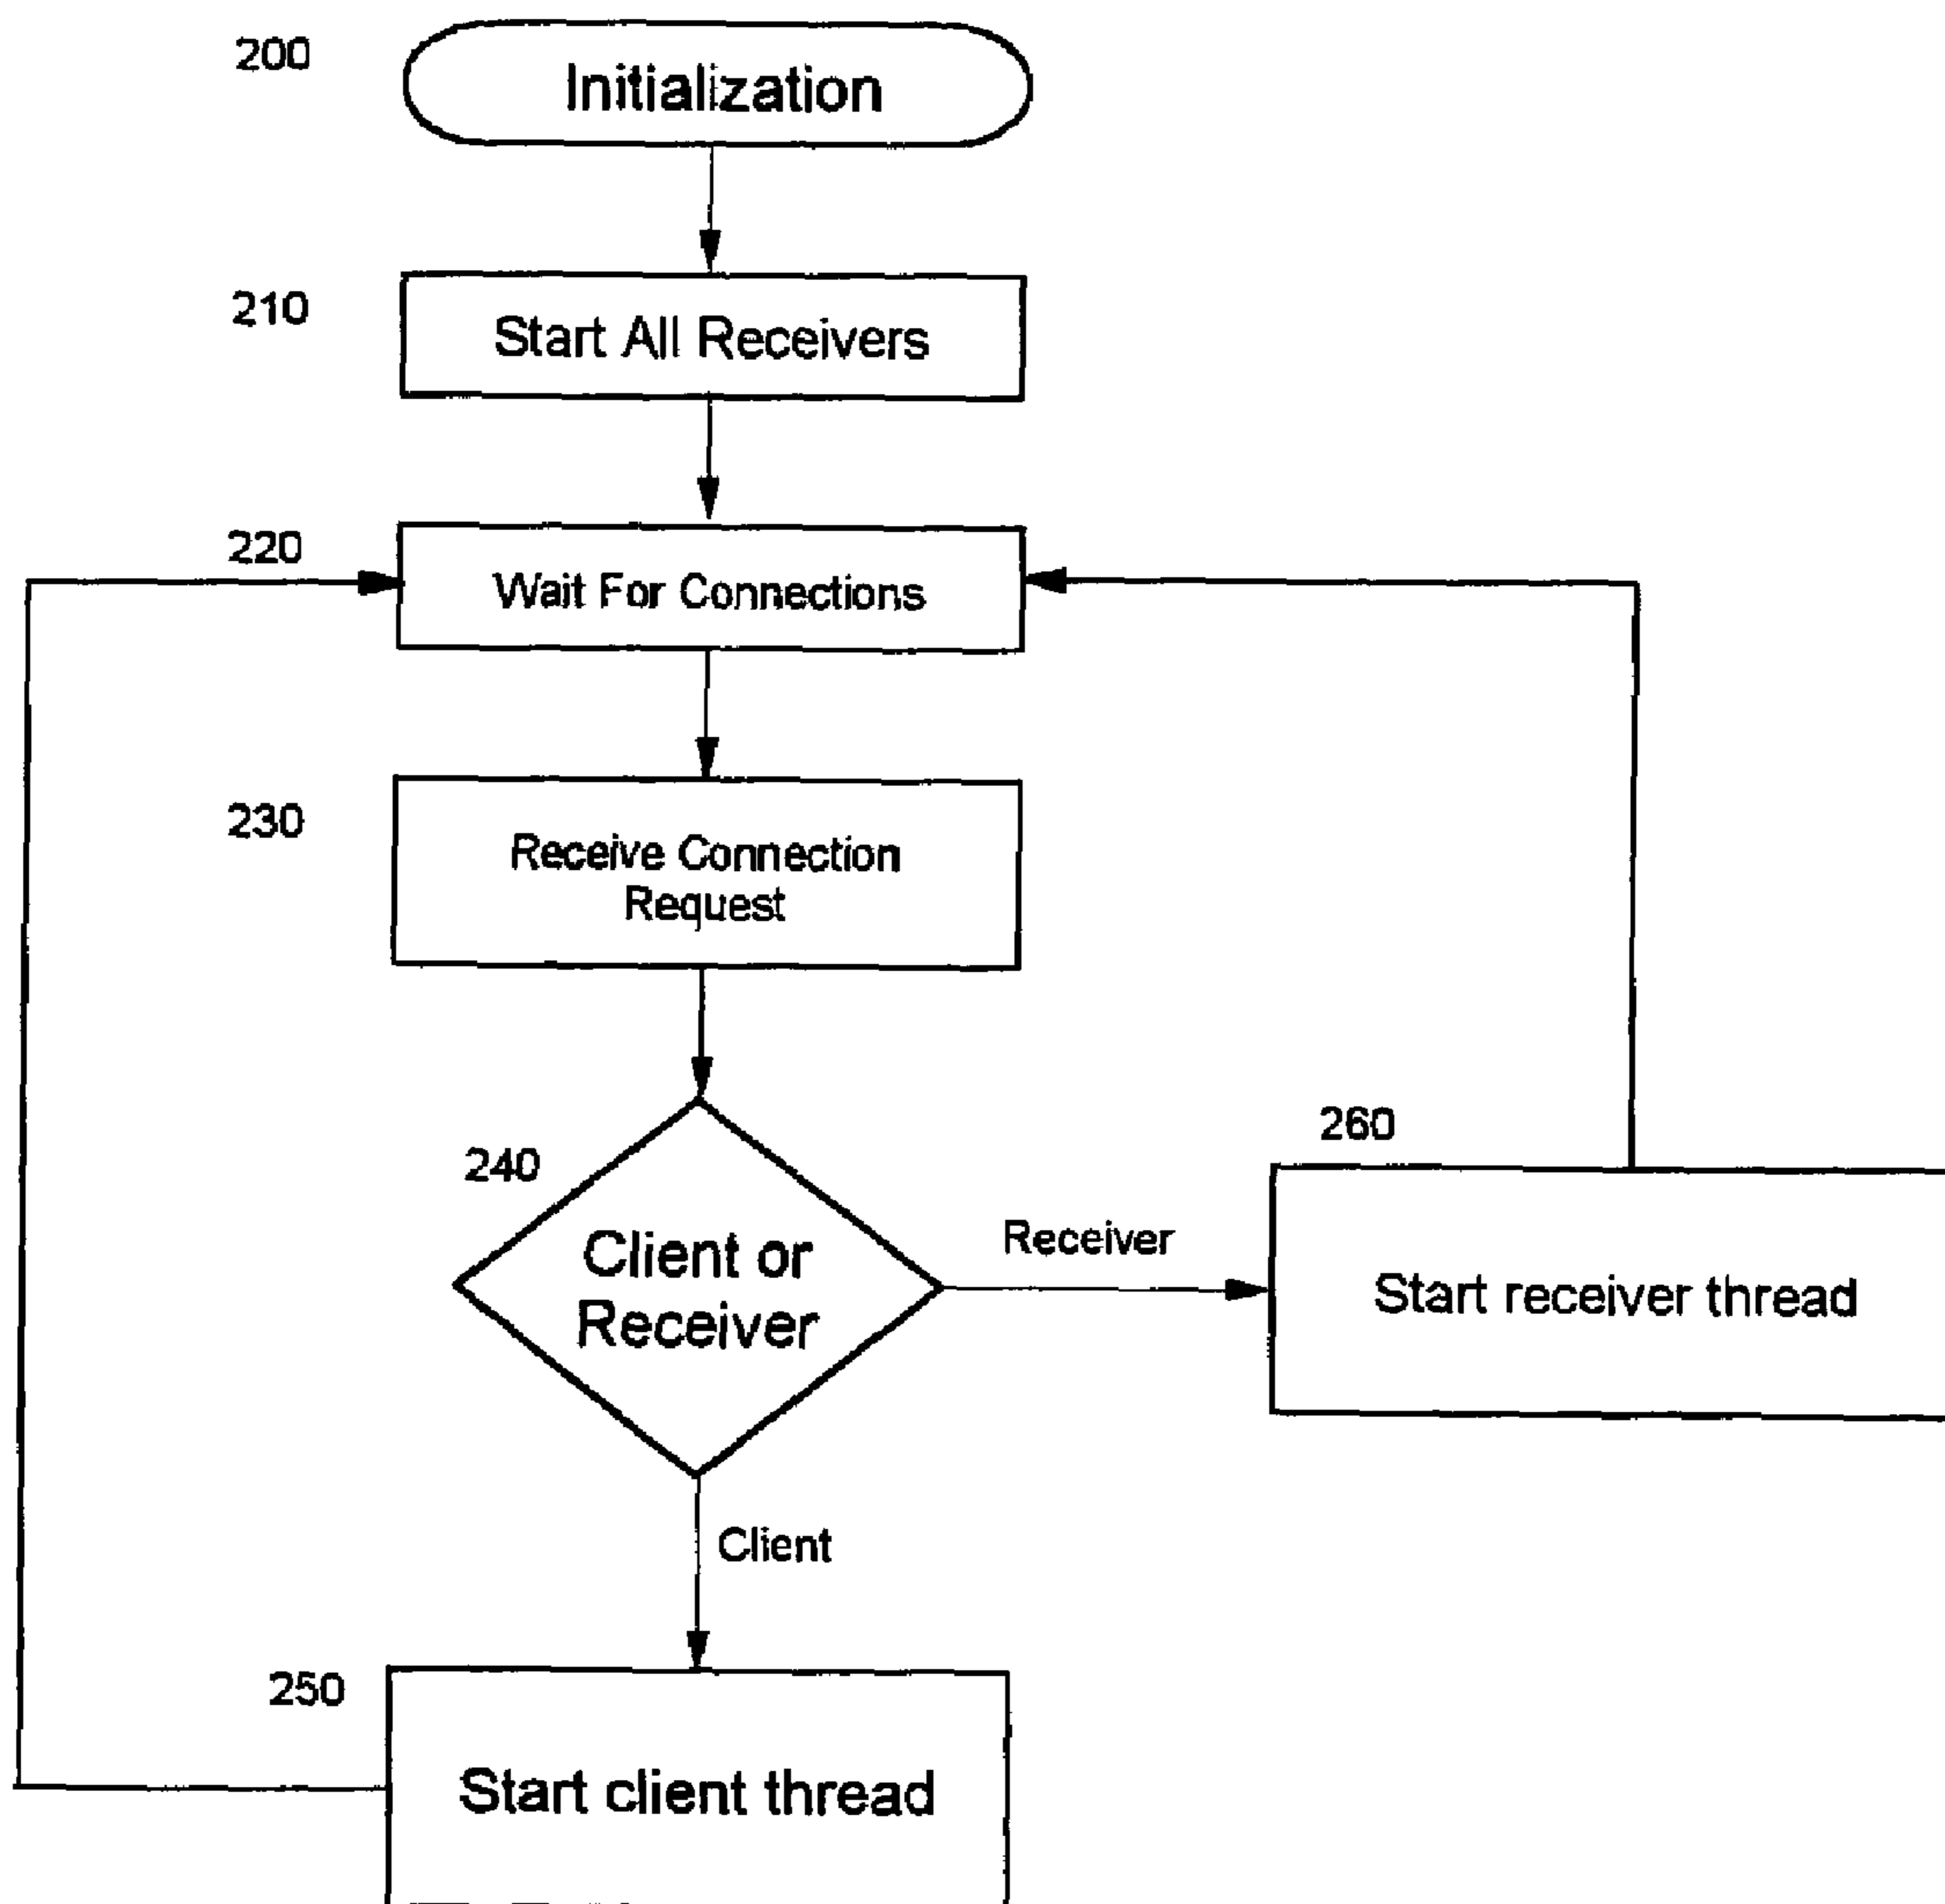 200
Initialization
210
Start All Receivers
220
Wait For Connections
230
Receive Connection
Request
240
Client or
Receiver
Receiver
260
Start receiver thread
Client
250
Start client thread